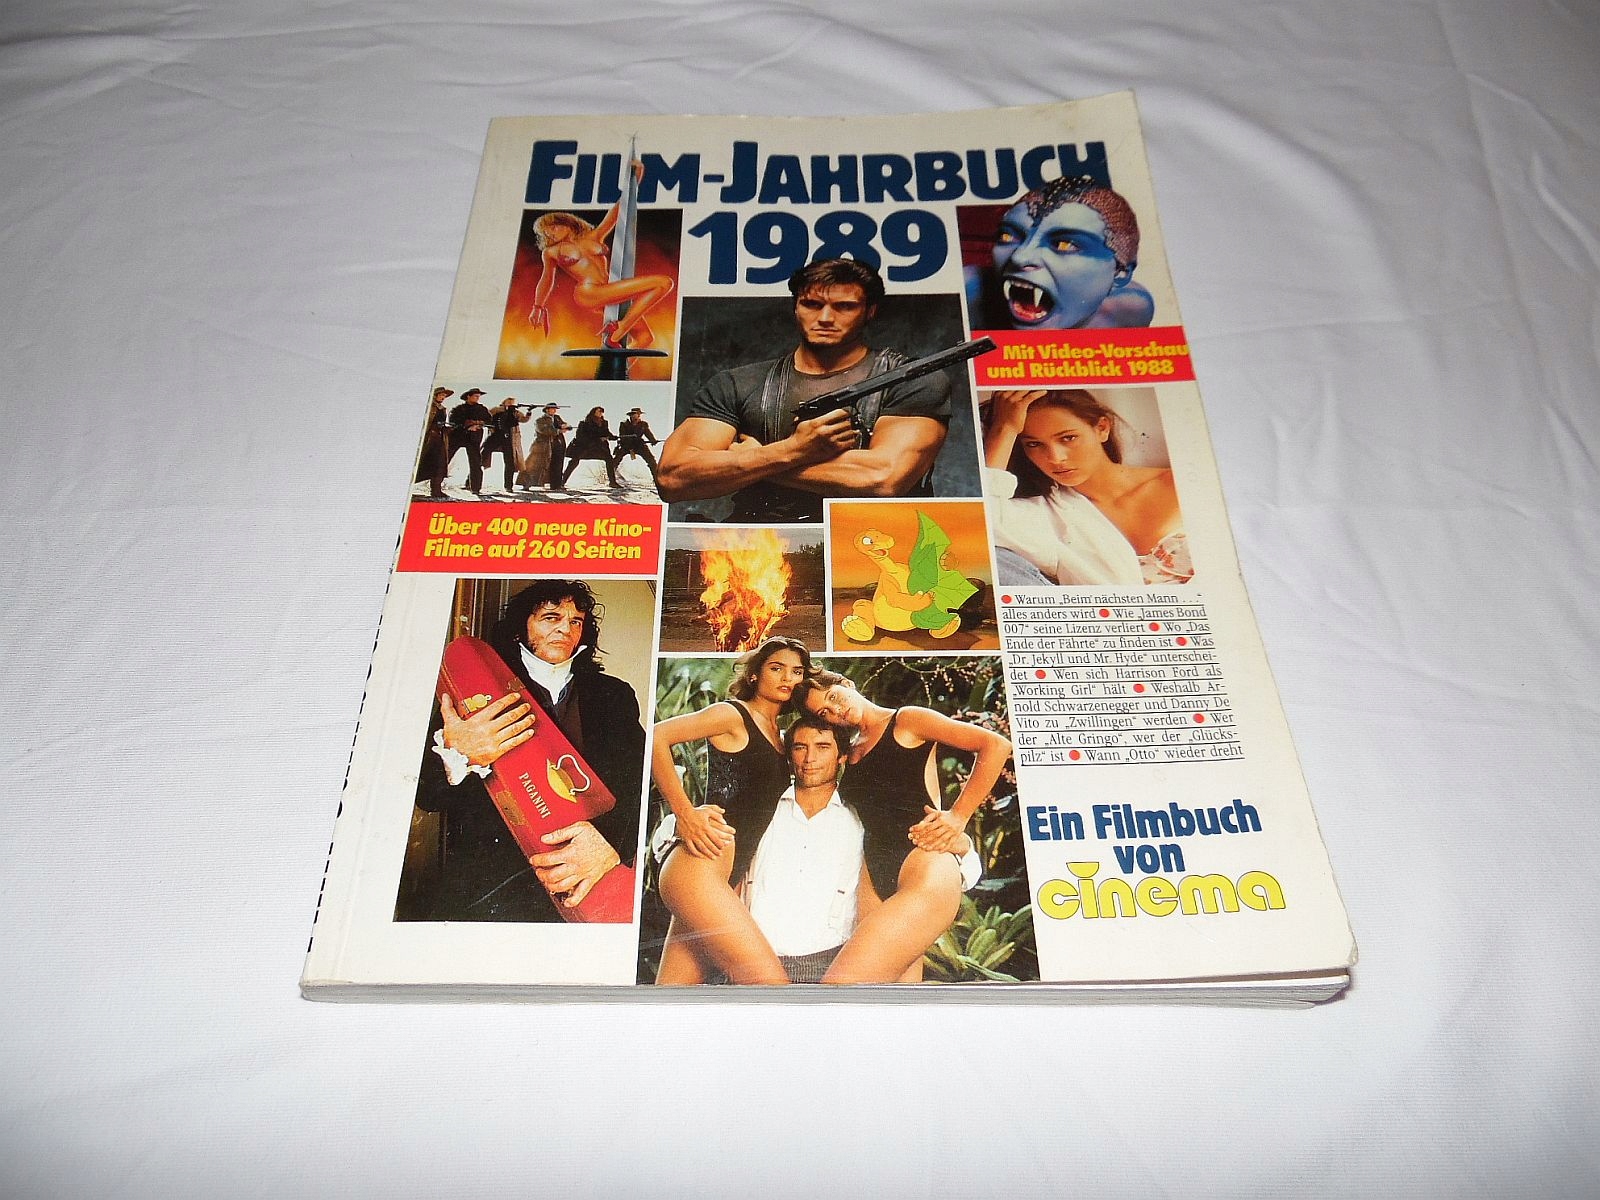 FILM-JAHRBUCH
1989
Mit Video-Vorschau
und Rückblick 1988
Über 400 neue Kino-
Filme auf 260 Seiten
PAGANINI
Warum „Beim nächsten Mann . . .“
alles anders wird ● Wie „James Bond
007“ seine Lizenz verliert ● Wo „Das
Ende der Fährte“ zu finden ist ● Was
„Dr. Jekyll und Mr. Hyde“ unterschei-
det ● Wen sich Harrison Ford als
„Working Girl“ hält ● Weshalb Ar-
nold Schwarzenegger und Danny De
Vito zu „Zwillingen“ werden ● Wer
der „Alte Gringo“, wer der „Glücks-
pilz“ ist ● Wann „Otto“ wieder dreht
Ein Filmbuch
von
cinema